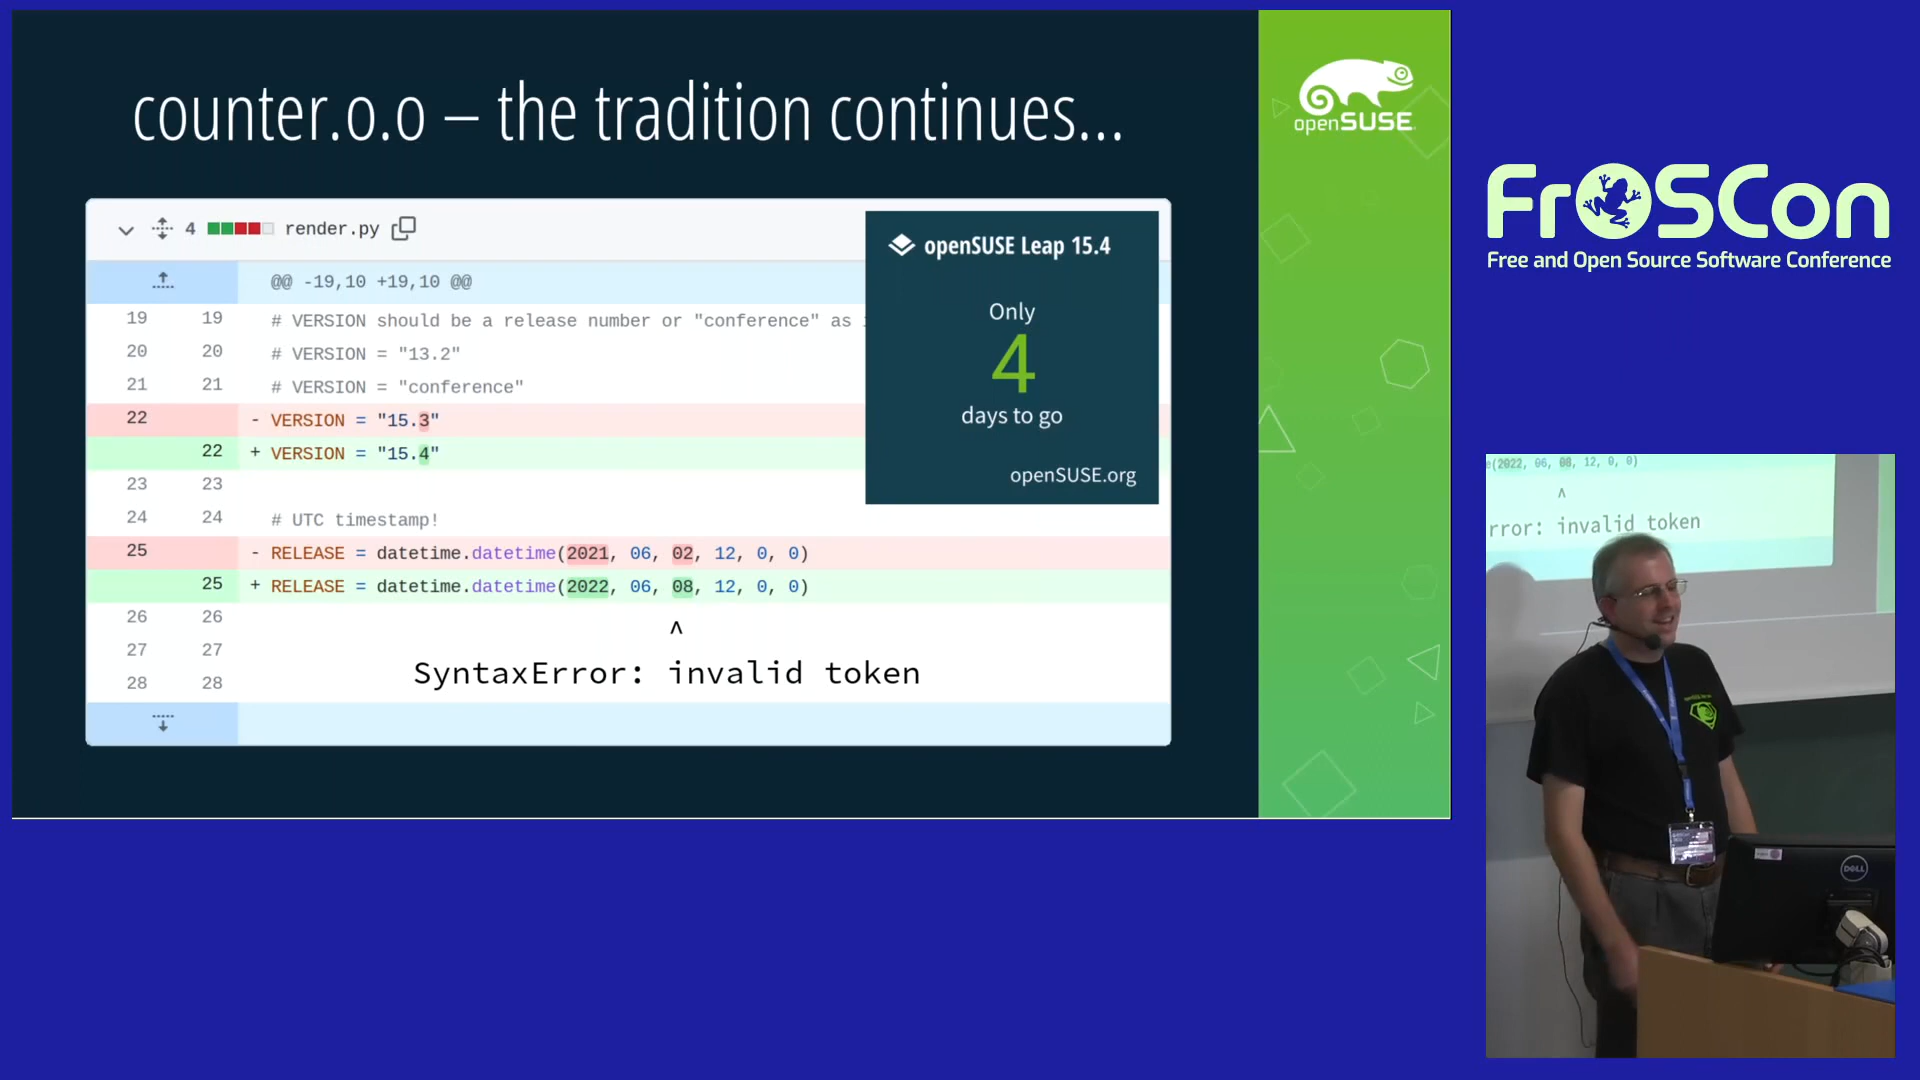 counter.o.o – the tradition continues...
openSUSE
4 render.py
@@ -19,10 +19,10 @@
19 19 # VERSION should be a release number or "conference" as
20 20 # VERSION = "13.2"
21 21 # VERSION = "conference"
22 - VERSION = "15.3"
22 + VERSION = "15.4"
23 23
24 24 # UTC timestamp!
25 - RELEASE = datetime.datetime(2021, 06, 02, 12, 0, 0)
25 + RELEASE = datetime.datetime(2022, 06, 08, 12, 0, 0)
26 26
^
27 27
SyntaxError: invalid token
28 28
openSUSE Leap 15.4
Only
4
days to go
openSUSE.org
FrOSCon
Free and Open Source Software Conference
(2022, 06, 08, 12, 0, 0)
^
rror: invalid token
DELL